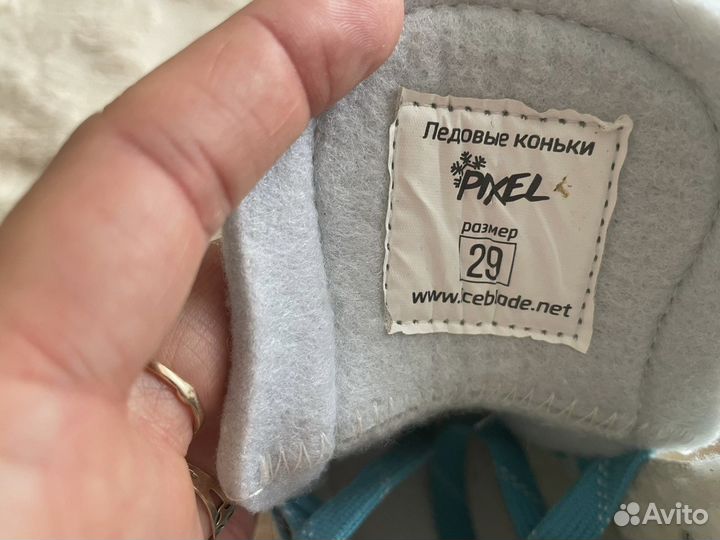 Ледовые коньки
PIXEL
размер
29
www.iceblade.net
Avito